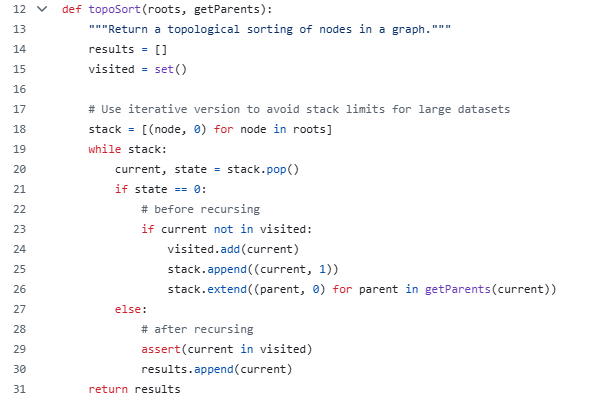 12 def topoSort(roots, getParents):
13     """Return a topological sorting of nodes in a graph."""
14     results = []
15     visited = set()
16
17     # Use iterative version to avoid stack limits for large datasets
18     stack = [(node, 0) for node in roots]
19     while stack:
20         current, state = stack.pop()
21         if state == 0:
22             # before recursing
23             if current not in visited:
24                 visited.add(current)
25                 stack.append((current, 1))
26                 stack.extend((parent, 0) for parent in getParents(current))
27         else:
28             # after recursing
29             assert(current in visited)
30             results.append(current)
31     return results